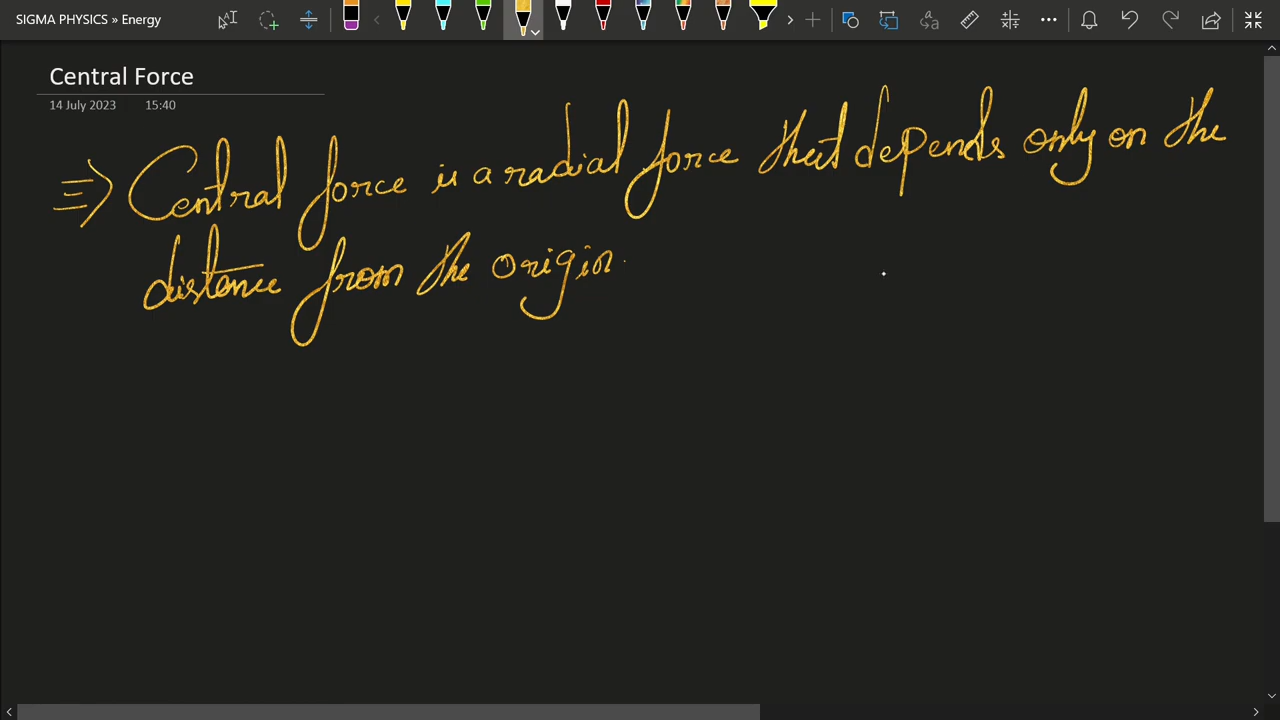 SIGMA PHYSICS » Energy
Central Force
14 July 2023 15:40
⇒ Central force is a radial force that depends only on the
distance from the origin.